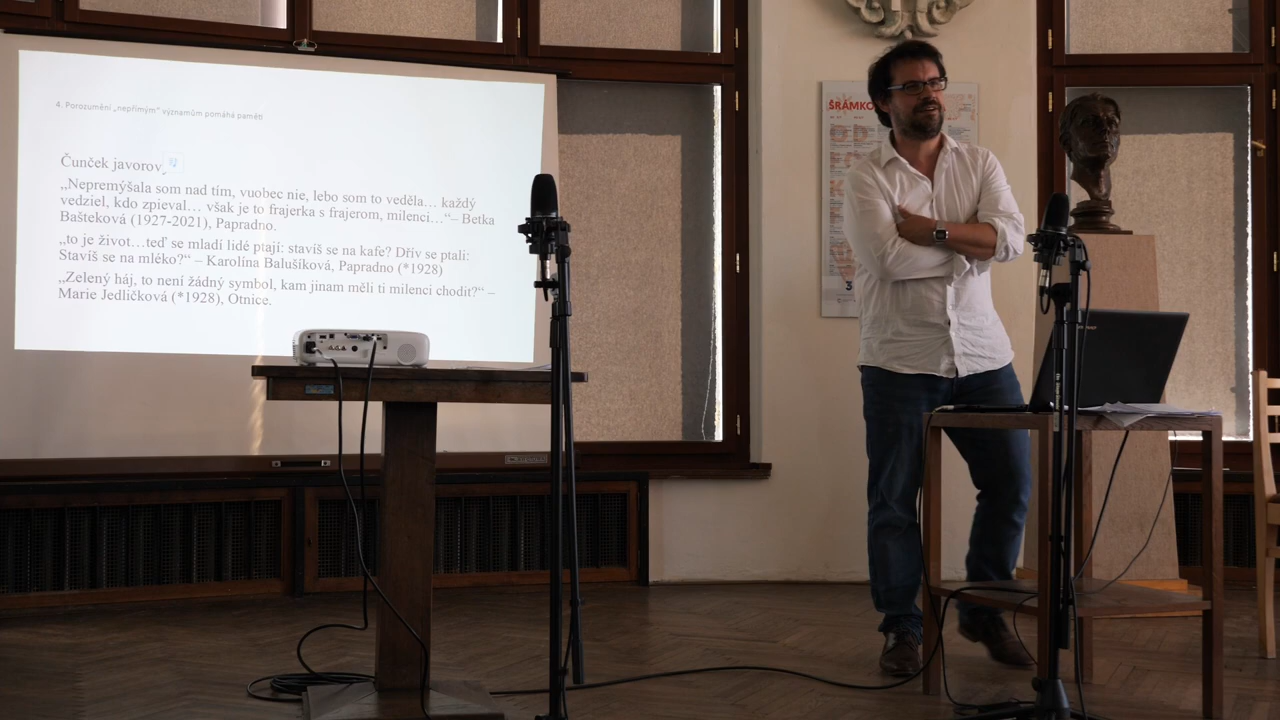 4. Porozumění „nepřímým“ významům pomáhá paměti
Čunček javorový
„Nepremýšala som nad tím, vuobec nie, lebo som to veděla… každý
vedziel, kdo zpieval… však je to frajerka s frajerom, milenci…“– Betka
Bašteková (1927-2021), Papradno.
„to je život…teď se mladí lidé ptají: stavíš se na kafe? Dřív se ptali:
Stavíš se na mléko?“ – Karolína Balušíková, Papradno (*1928)
„Zelený háj, to není žádný symbol, kam jinam měli ti milenci chodit?“ –
Marie Jedličková (*1928), Otnice.
ŠRÁMKO